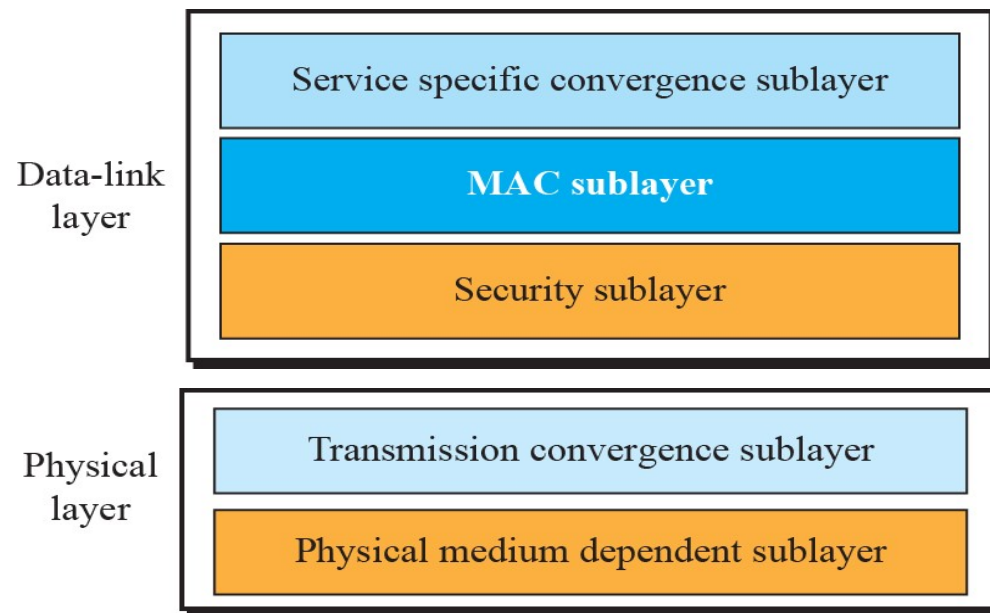 Service specific convergence sublayer
Data-link
layer
MAC sublayer
Security sublayer
Physical
layer
Transmission convergence sublayer
Physical medium dependent sublayer